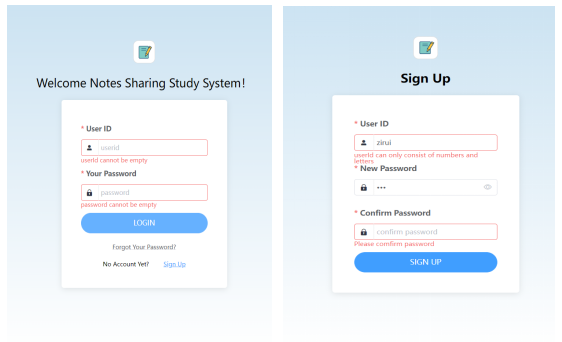 Welcome Notes Sharing Study System!
* User ID
userid
userid cannot be empty
* Your Password
password
password cannot be empty
LOGIN
Forgot Your Password?
No Account Yet? Sign Up
Sign Up
* User ID
zirui
userId can only consist of numbers and
letters
* New Password
•••
* Confirm Password
confirm password
Please comfirm password
SIGN UP